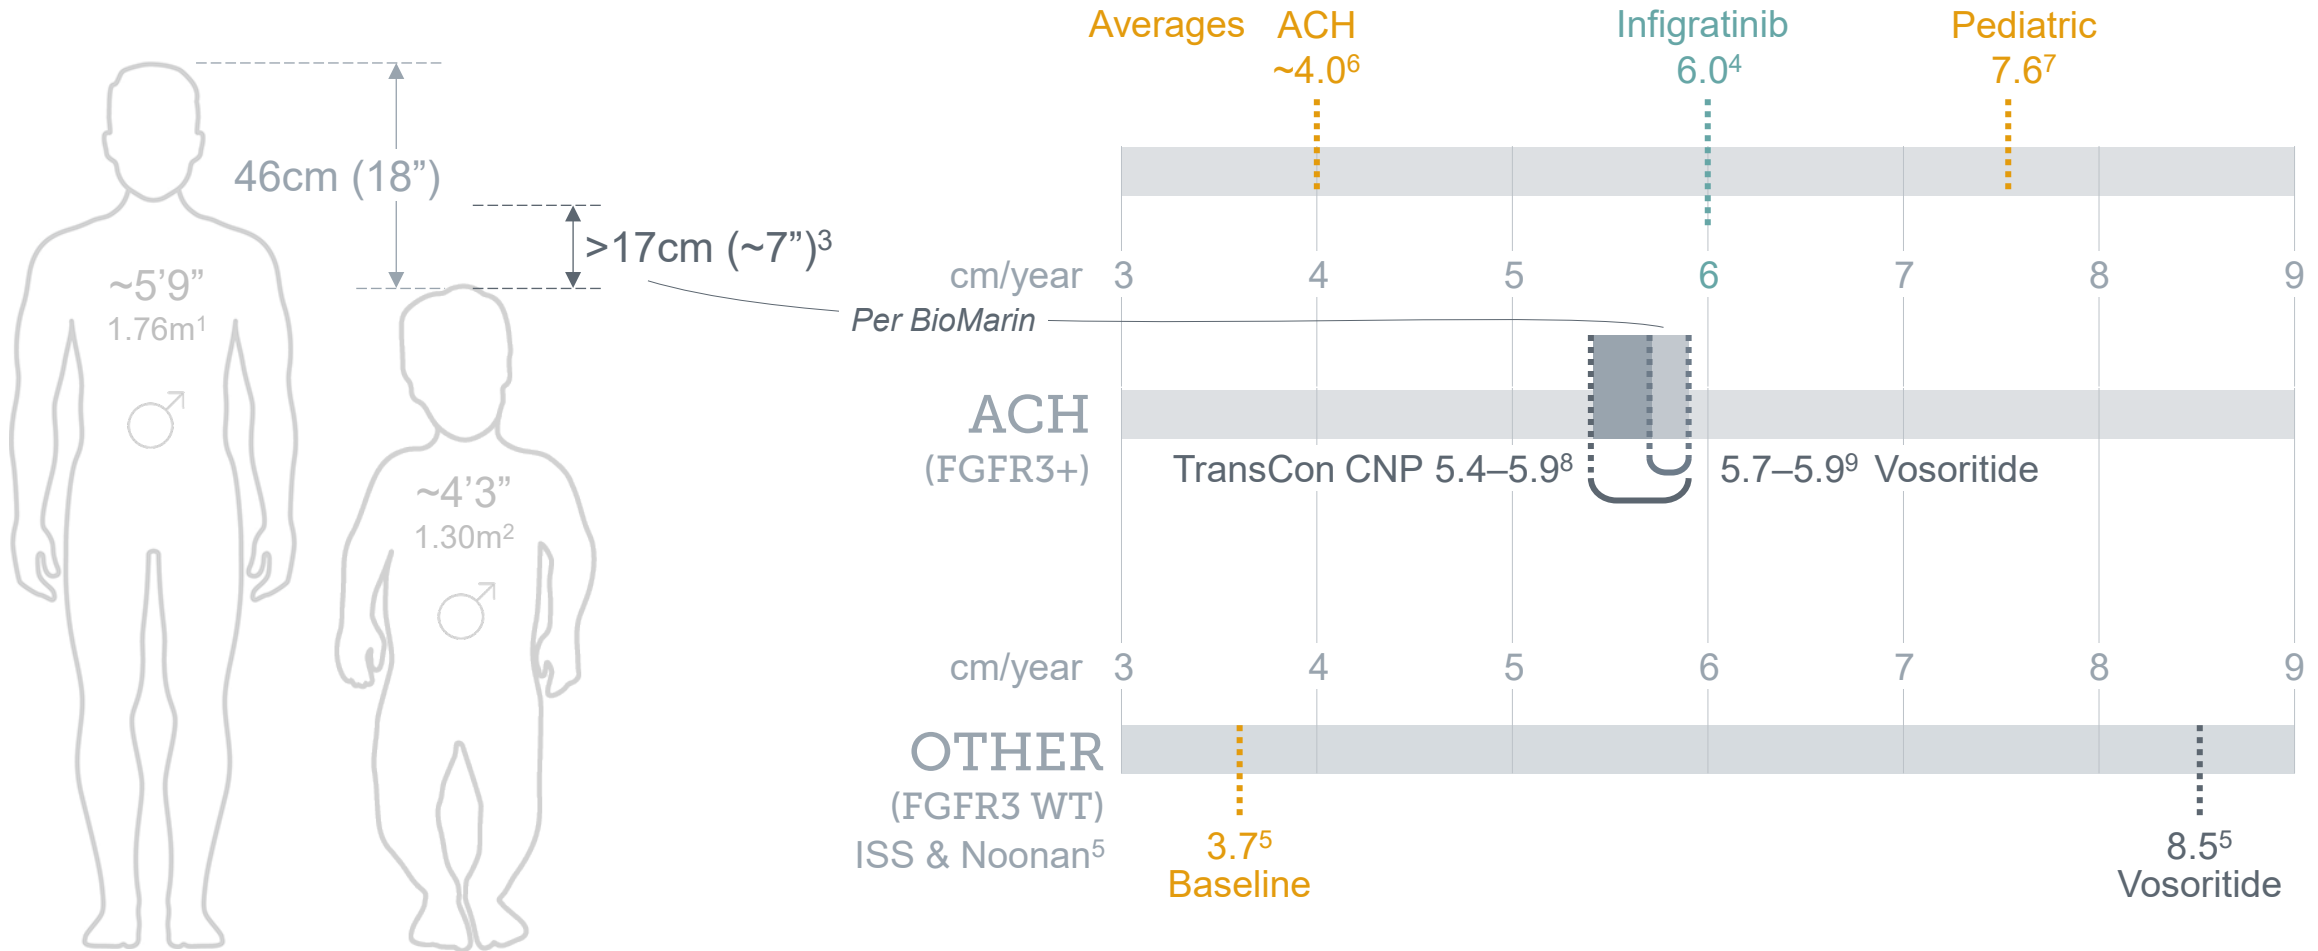 Averages ACH Infigratinib Pediatric
~4.0⁶ 6.0⁴ 7.6⁷
46cm (18”)
>17cm (~7”)³
~5’9”
1.76m¹
cm/year 3 4 5 6 7 8 9
Per BioMarin
ACH
(FGFR3+)
TransCon CNP 5.4–5.9⁸ 5.7–5.9⁹ Vosoritide
~4’3”
1.30m²
cm/year 3 4 5 6 7 8 9
OTHER
(FGFR3 WT)
ISS & Noonan⁵
3.7⁵ 8.5⁵
Baseline Vosoritide